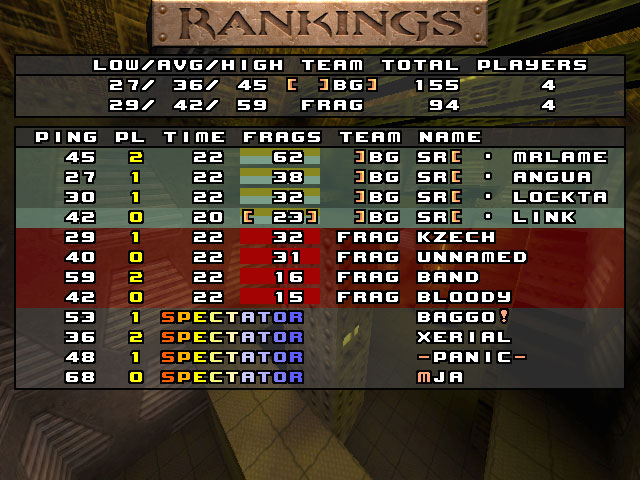 RANKINGS
LOW/AVG/HIGH TEAM TOTAL PLAYERS
27/ 36/ 45 [ ]BG] 155 4
29/ 42/ 59 FRAG 94 4
PING PL TIME FRAGS TEAM NAME
45 2 22 62 ]BG SR[ · MRLAME
27 1 22 38 ]BG SR[ · ANGUA
30 1 22 32 ]BG SR[ · LOCKTA
42 0 20 [ 23] ]BG SR[ · LINK
29 1 22 32 FRAG KZECH
40 0 22 31 FRAG UNNAMED
59 2 22 16 FRAG BAND
42 0 22 15 FRAG BLOODY
53 1 SPECTATOR BAGGO!
36 2 SPECTATOR XERIAL
48 1 SPECTATOR -PANIC-
68 0 SPECTATOR MJA